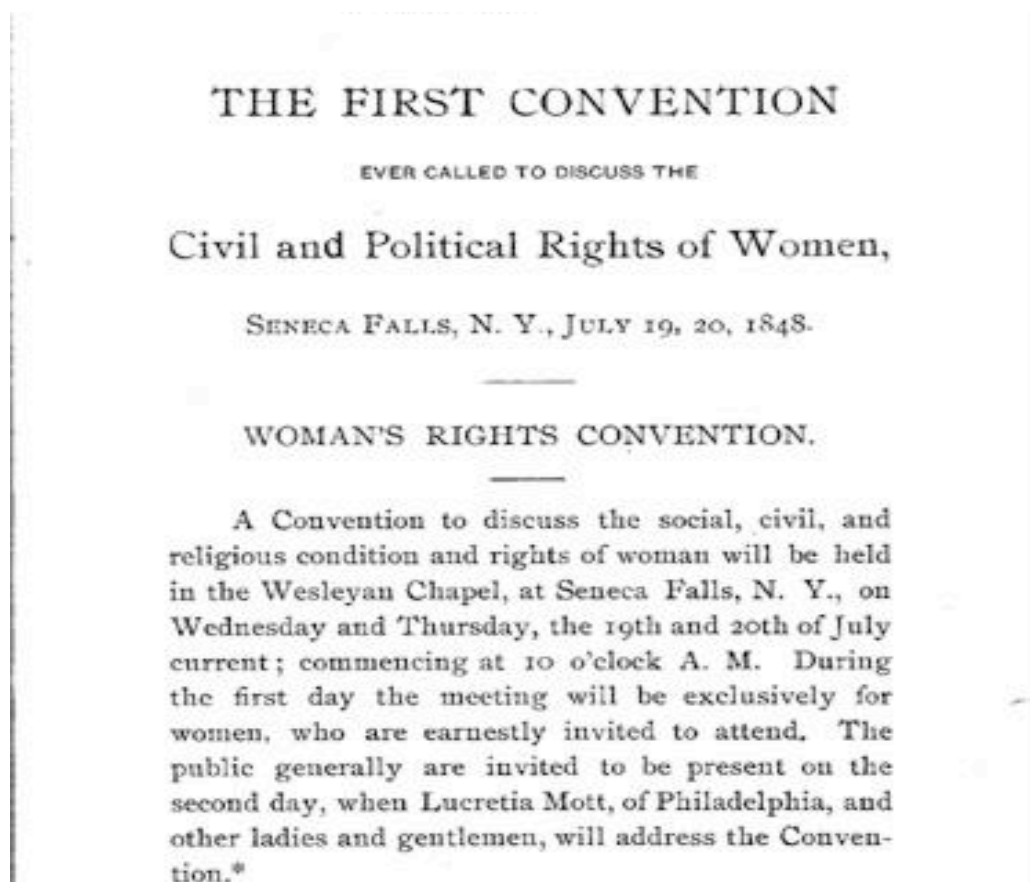 THE FIRST CONVENTION
EVER CALLED TO DISCUSS THE
Civil and Political Rights of Women,
SENECA FALLS, N. Y., JULY 19, 20, 1848.
WOMAN'S RIGHTS CONVENTION.
A Convention to discuss the social, civil, and
religious condition and rights of woman will be held
in the Wesleyan Chapel, at Seneca Falls, N. Y., on
Wednesday and Thursday, the 19th and 20th of July
current; commencing at 10 o'clock A. M. During
the first day the meeting will be exclusively for
women, who are earnestly invited to attend. The
public generally are invited to be present on the
second day, when Lucretia Mott, of Philadelphia, and
other ladies and gentlemen, will address the Conven-
tion.*